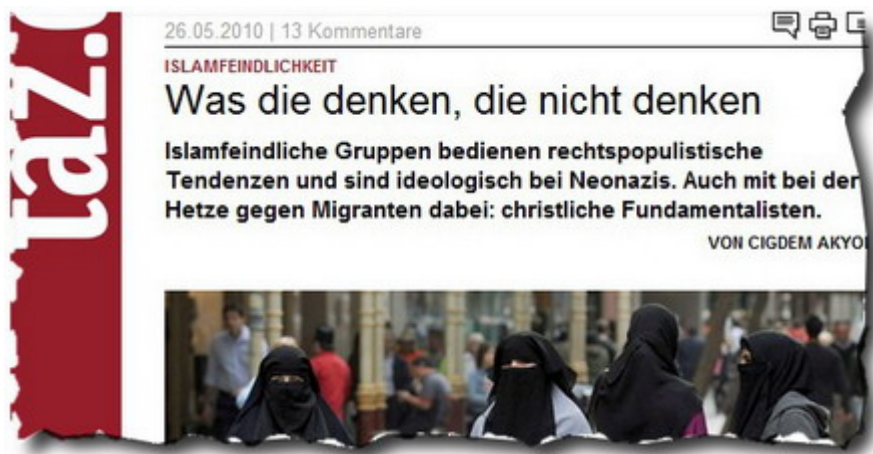 taz.
26.05.2010 | 13 Kommentare
ISLAMFEINDLICHKEIT
Was die denken, die nicht denken
Islamfeindliche Gruppen bedienen rechtspopulistische
Tendenzen und sind ideologisch bei Neonazis. Auch mit bei der
Hetze gegen Migranten dabei: christliche Fundamentalisten.
VON CIGDEM AKYOL